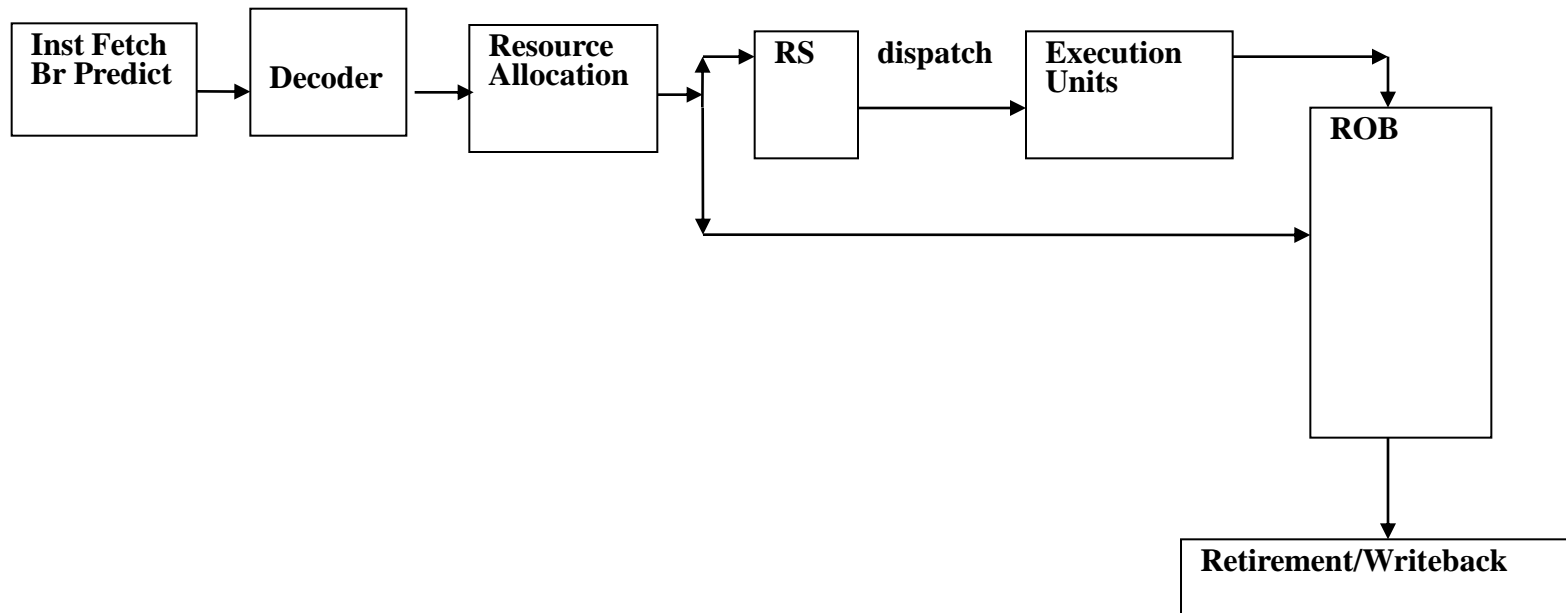 Inst Fetch
Br Predict
Decoder
Resource
Allocation
RS
dispatch
Execution
Units
ROB
Retirement/Writeback